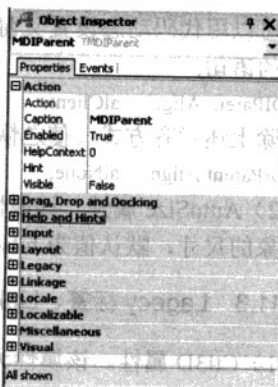 Object Inspector
MDIParent TMDIParent
Properties Events
Action
Action
Caption MDIParent
Enabled True
HelpContext 0
Hint
Visible False
Drag, Drop and Docking
Help and Hints
Input
Layout
Legacy
Linkage
Locale
Localizable
Miscellaneous
Visual
All shown